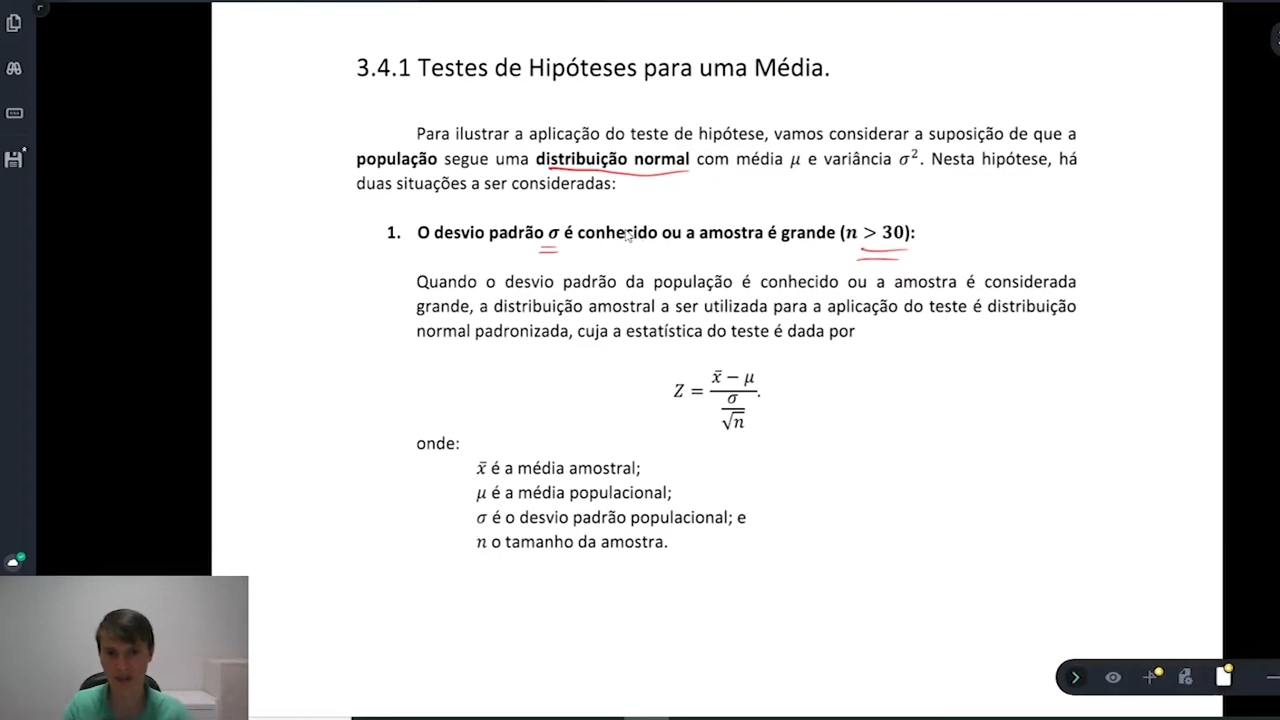 3.4.1 Testes de Hipóteses para uma Média.
Para ilustrar a aplicação do teste de hipótese, vamos considerar a suposição de que a
população segue uma distribuição normal com média μ e variância σ². Nesta hipótese, há
duas situações a ser consideradas:
1. O desvio padrão σ é conhecido ou a amostra é grande (n > 30):
Quando o desvio padrão da população é conhecido ou a amostra é considerada
grande, a distribuição amostral a ser utilizada para a aplicação do teste é distribuição
normal padronizada, cuja a estatística do teste é dada por
Z = (x̄ − μ) / (σ / √n).
onde:
x̄ é a média amostral;
μ é a média populacional;
σ é o desvio padrão populacional; e
n o tamanho da amostra.